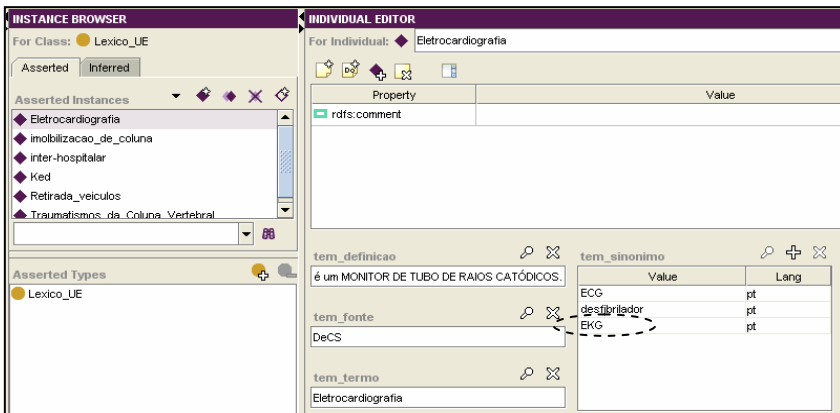 INSTANCE BROWSER
For Class: Lexico_UE
Asserted Inferred
Asserted Instances
Eletrocardiografia
imolbilizacao_de_coluna
inter-hospitalar
Ked
Retirada_veiculos
Traumatismos_da_Coluna_Vertebral
Asserted Types
Lexico_UE
INDIVIDUAL EDITOR
For Individual: Eletrocardiografia
Property Value
rdfs:comment
tem_definicao
é um MONITOR DE TUBO DE RAIOS CATÓDICOS.
tem_fonte
DeCS
tem_termo
Eletrocardiografia
tem_sinonimo
Value Lang
ECG pt
desfibrilador pt
EKG pt